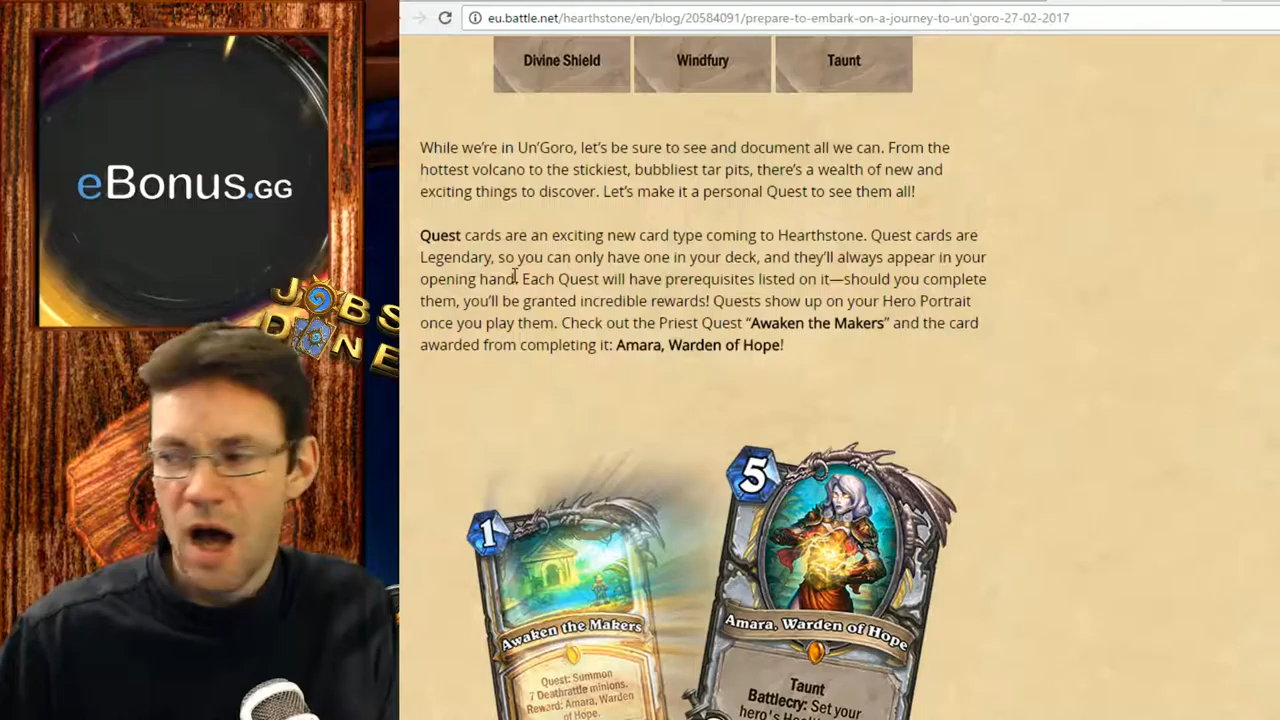 eu.battle.net/hearthstone/en/blog/20584091/prepare-to-embark-on-a-journey-to-un'goro-27-02-2017
Divine Shield
Windfury
Taunt
eBonus.GG
JOBS
DONE
While we're in Un'Goro, let's be sure to see and document all we can. From the
hottest volcano to the stickiest, bubbliest tar pits, there's a wealth of new and
exciting things to discover. Let's make it a personal Quest to see them all!
Quest cards are an exciting new card type coming to Hearthstone. Quest cards are
Legendary, so you can only have one in your deck, and they'll always appear in your
opening hand. Each Quest will have prerequisites listed on it—should you complete
them, you'll be granted incredible rewards! Quests show up on your Hero Portrait
once you play them. Check out the Priest Quest “Awaken the Makers” and the card
awarded from completing it: Amara, Warden of Hope!
1
Awaken the Makers
Quest: Summon
7 Deathrattle minions.
Reward: Amara, Warden
of Hope.
5
Amara, Warden of Hope
Taunt
Battlecry: Set your
hero's Health